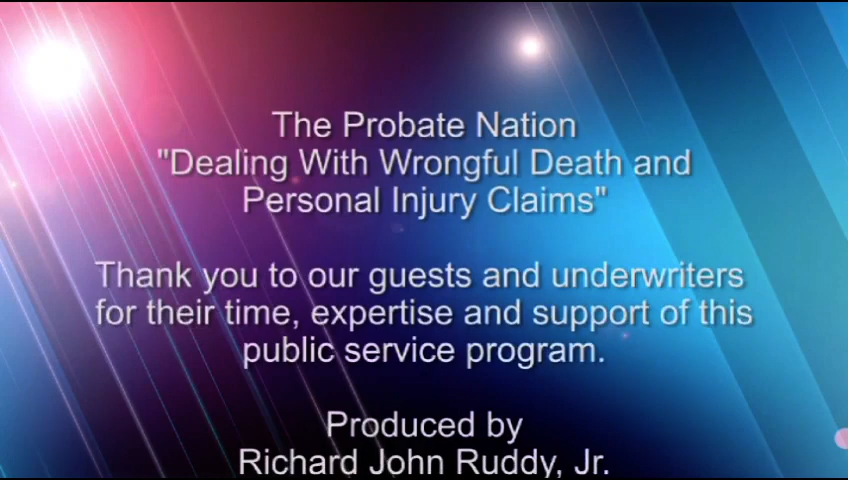 The Probate Nation
"Dealing With Wrongful Death and
Personal Injury Claims"
Thank you to our guests and underwriters
for their time, expertise and support of this
public service program.
Produced by
Richard John Ruddy, Jr.